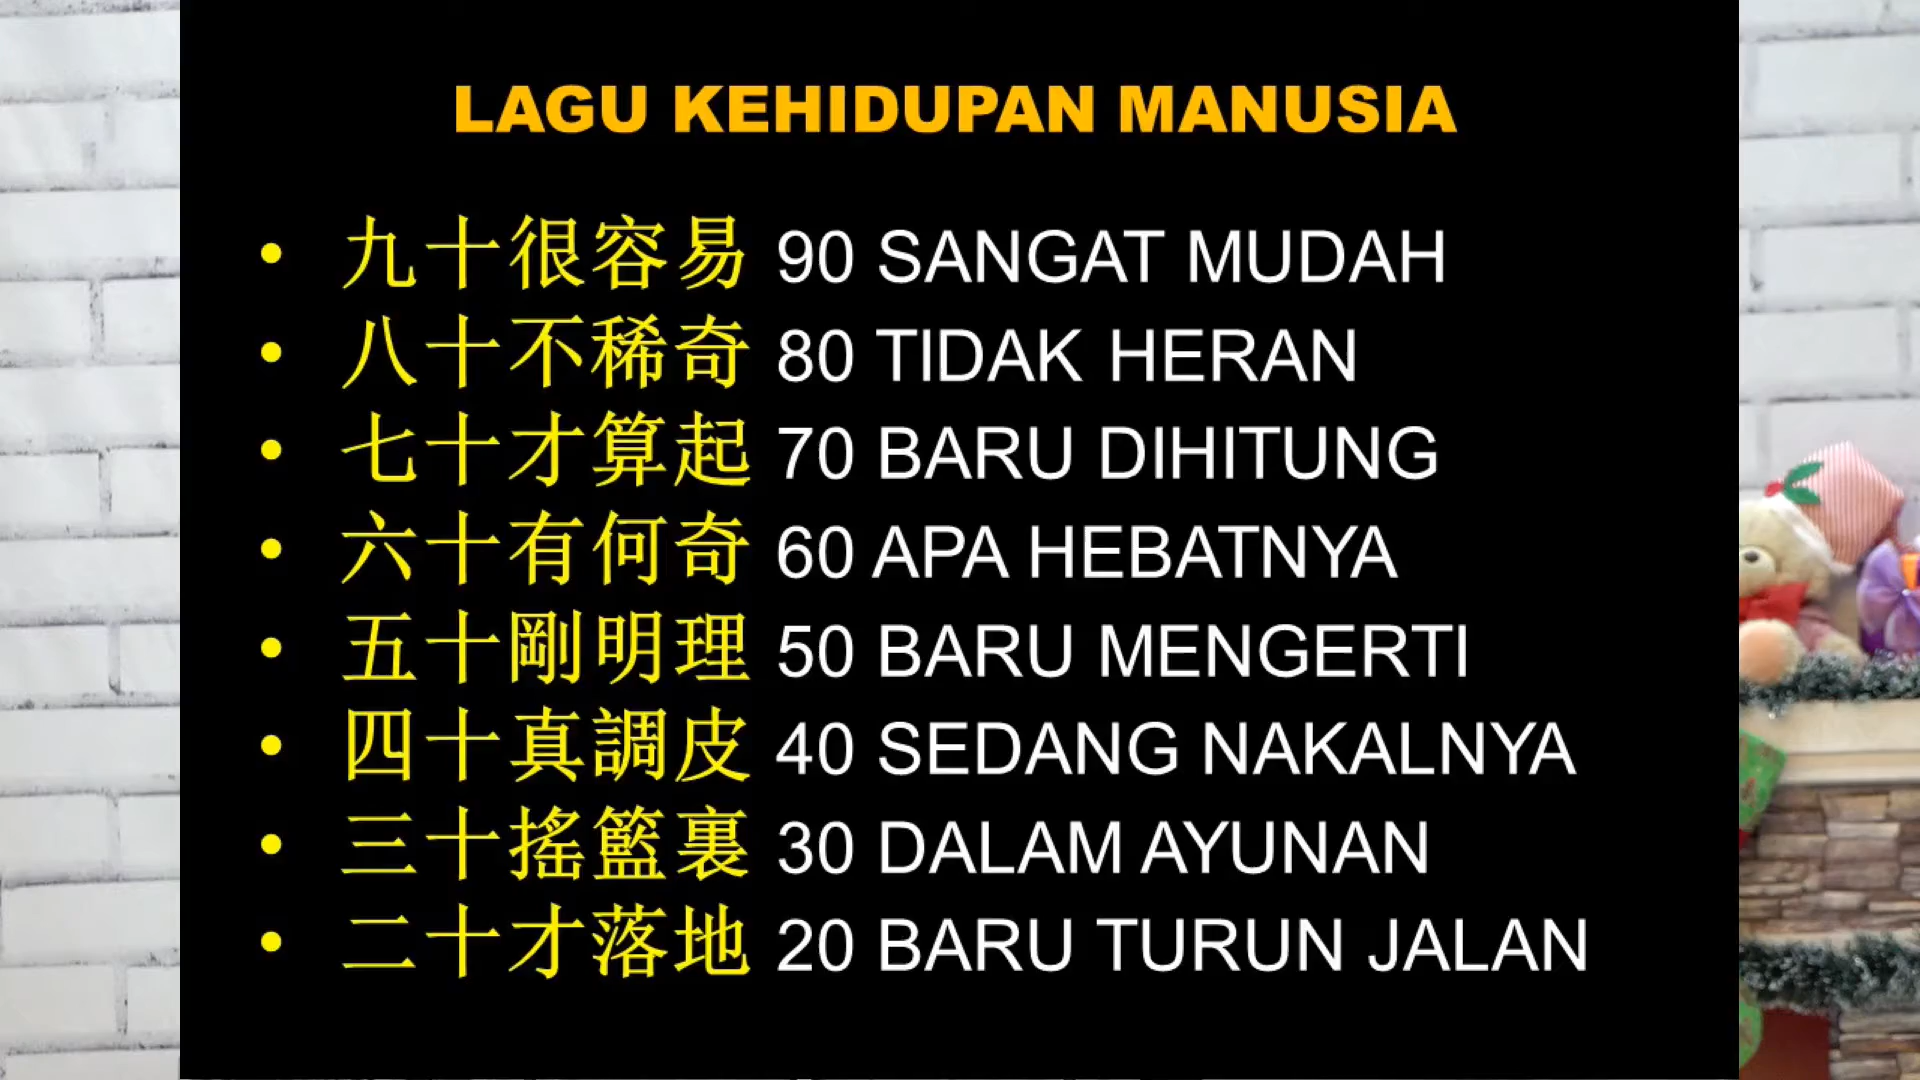 LAGU KEHIDUPAN MANUSIA
• 九十很容易 90 SANGAT MUDAH
• 八十不稀奇 80 TIDAK HERAN
• 七十才算起 70 BARU DIHITUNG
• 六十有何奇 60 APA HEBATNYA
• 五十剛明理 50 BARU MENGERTI
• 四十真調皮 40 SEDANG NAKALNYA
• 三十搖籃裏 30 DALAM AYUNAN
• 二十才落地 20 BARU TURUN JALAN